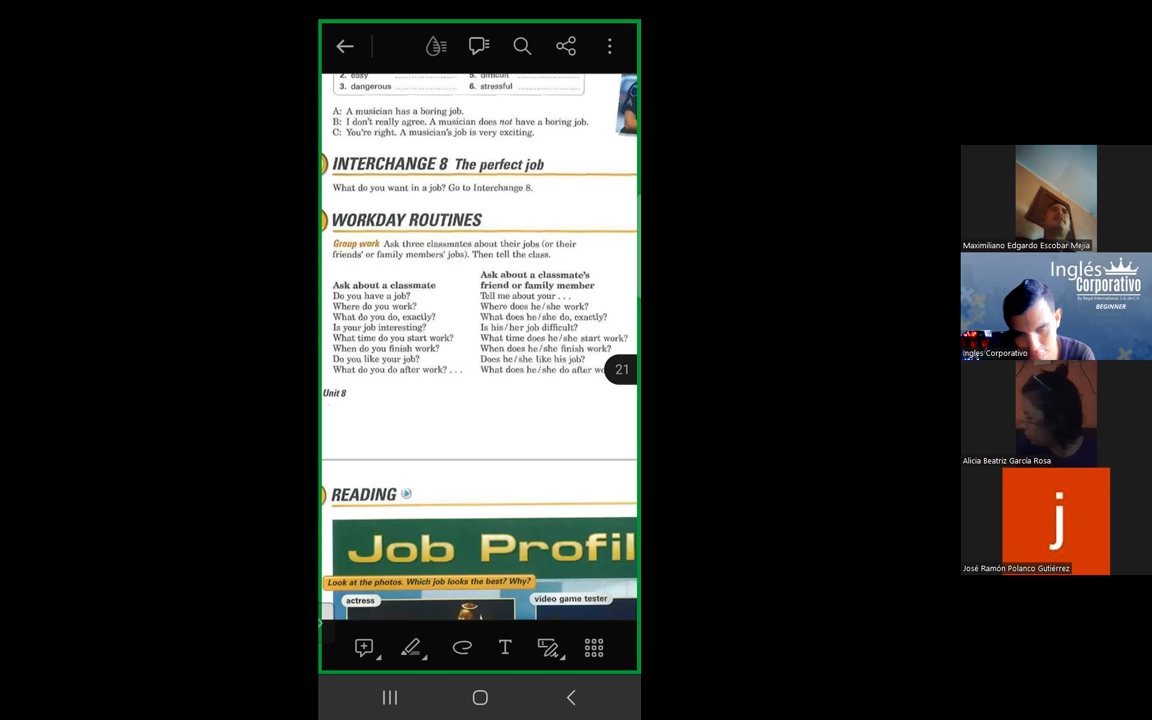 2. easy
5. difficult
3. dangerous
6. stressful
A: A musician has a boring job.
B: I don't really agree. A musician does not have a boring job.
C: You're right. A musician's job is very exciting.
INTERCHANGE 8 The perfect job
What do you want in a job? Go to Interchange 8.
WORKDAY ROUTINES
Group work Ask three classmates about their jobs (or their
friends' or family members' jobs). Then tell the class.
Ask about a classmate
Do you have a job?
Where do you work?
What do you do, exactly?
Is your job interesting?
What time do you start work?
When do you finish work?
Do you like your job?
What do you do after work? . . .
Ask about a classmate's
friend or family member
Tell me about your . . .
Where does he/she work?
What does he/she do, exactly?
Is his/her job difficult?
What time does he/she start work?
When does he/she finish work?
Does he/she like his job?
What does he/she do after wo
21
Unit 8
READING
Job Profil
Look at the photos. Which job looks the best? Why?
actress
video game tester
T
Maximiliano Edgardo Escobar Mejía
Inglés
Corporativo
BEGINNER
Ingles Corporativo
Alicia Beatriz García Rosa
j
José Ramón Polanco Gutiérrez